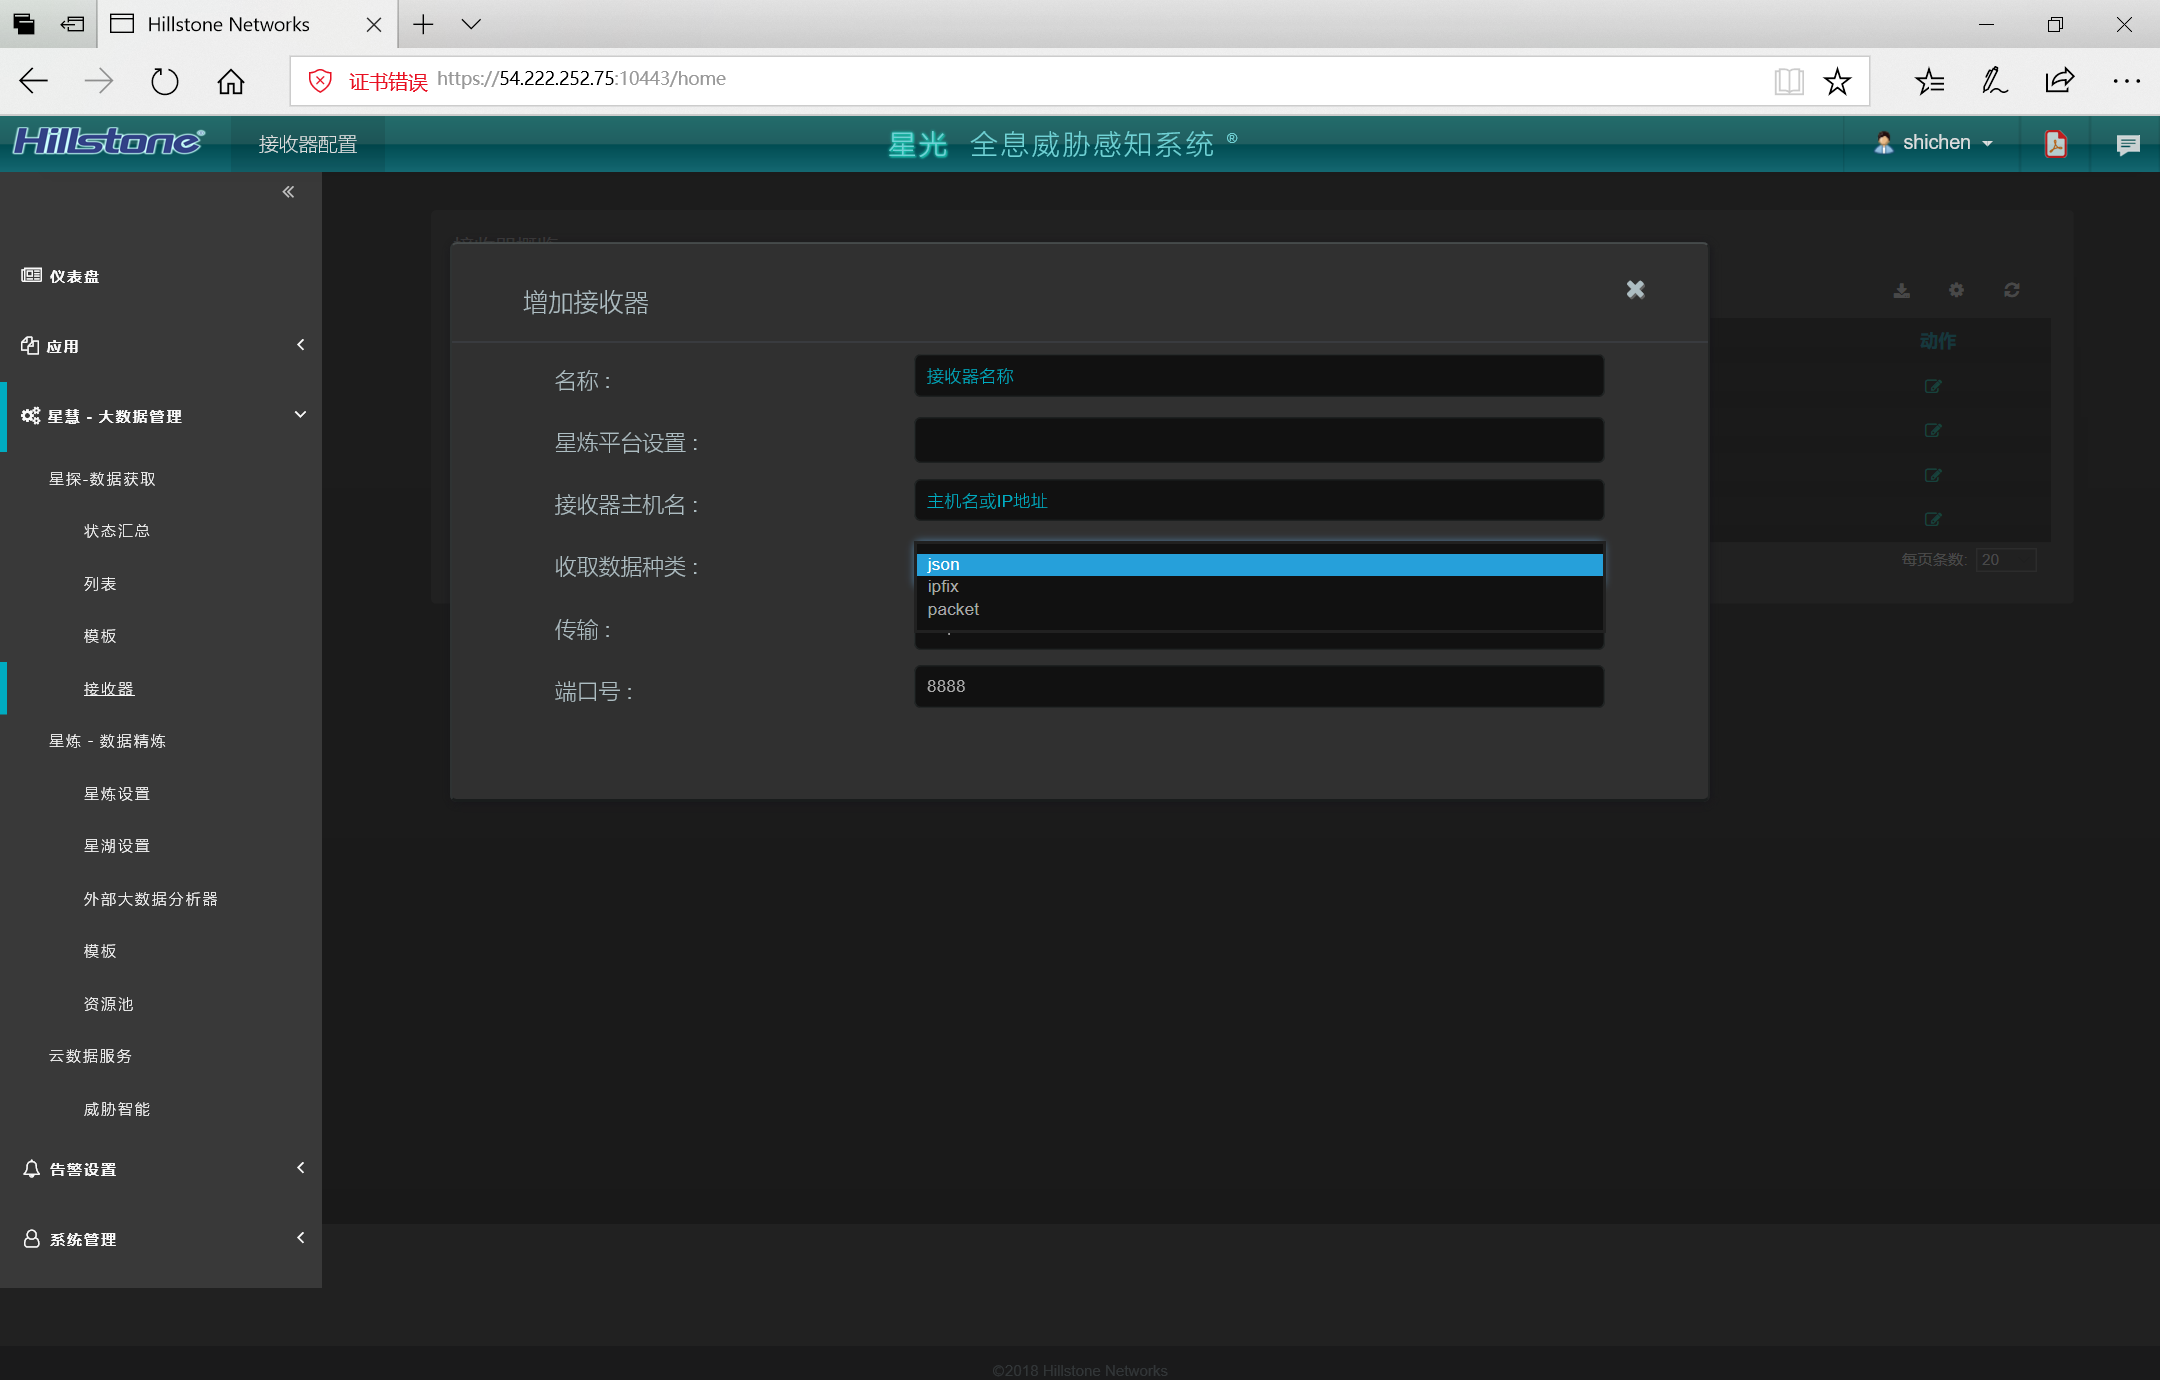 Hillstone Networks
证书错误 https://54.222.252.75:10443/home
Hillstone®
接收器配置
星光 全息威胁感知系统 ®
shichen
仪表盘
应用
星慧 - 大数据管理
星探-数据获取
状态汇总
列表
模板
接收器
星炼 - 数据精炼
星炼设置
星湖设置
外部大数据分析器
模板
资源池
云数据服务
威胁智能
告警设置
系统管理
增加接收器
名称 :
接收器名称
星炼平台设置 :
接收器主机名 :
主机名或IP地址
收取数据种类 :
json
ipfix
packet
传输 :
端口号 :
8888
动作
每页条数: 20
©2018 Hillstone Networks